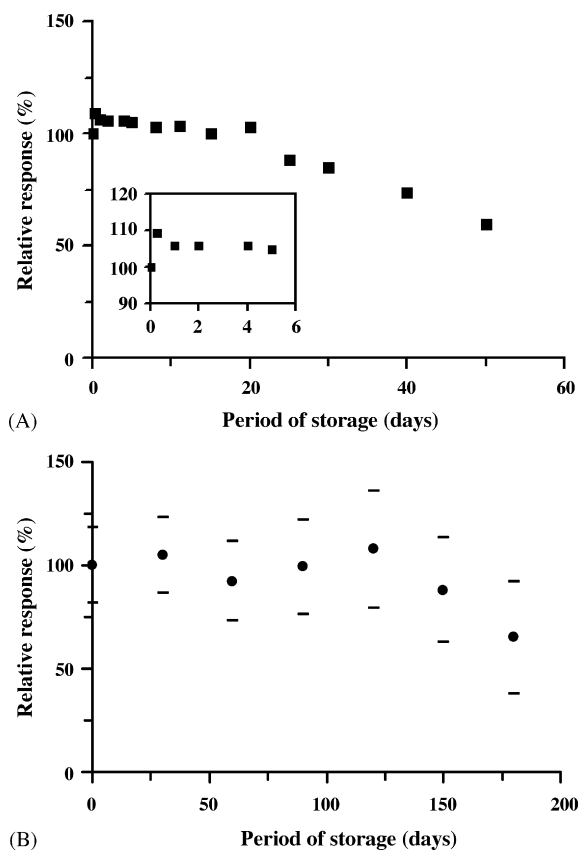 150
100
50
0
Relative response (%)
120
110
100
90
0 2 4 6
0 20 40 60
(A) Period of storage (days)
150
100
50
0
Relative response (%)
0 50 100 150 200
(B) Period of storage (days)